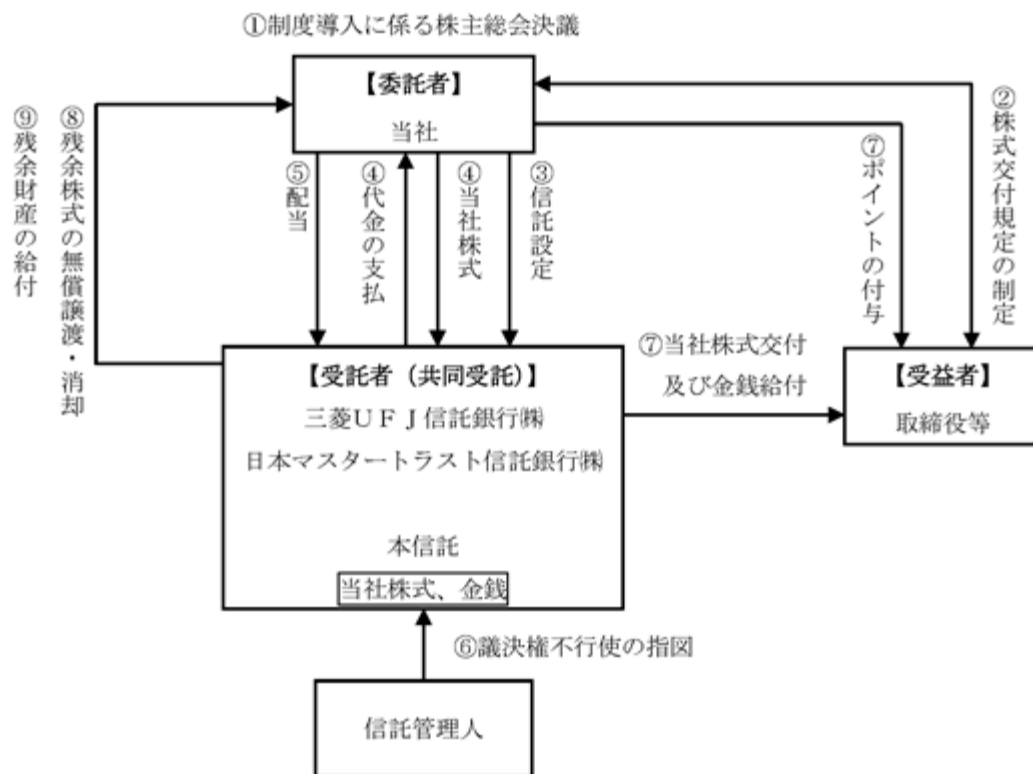 ①制度導入に係る株主総会決議
【委託者】
当社
⑨残余財産の給付
⑧残余株式の無償譲渡・消却
⑤配当
④代金の支払
④当社株式
③信託設定
⑦ポイントの付与
②株式交付規定の制定
【受託者(共同受託)】
三菱UFJ信託銀行㈱
日本マスタートラスト信託銀行㈱
本信託
当社株式、金銭
⑦当社株式交付
及び金銭給付
【受益者】
取締役等
⑥議決権不行使の指図
信託管理人